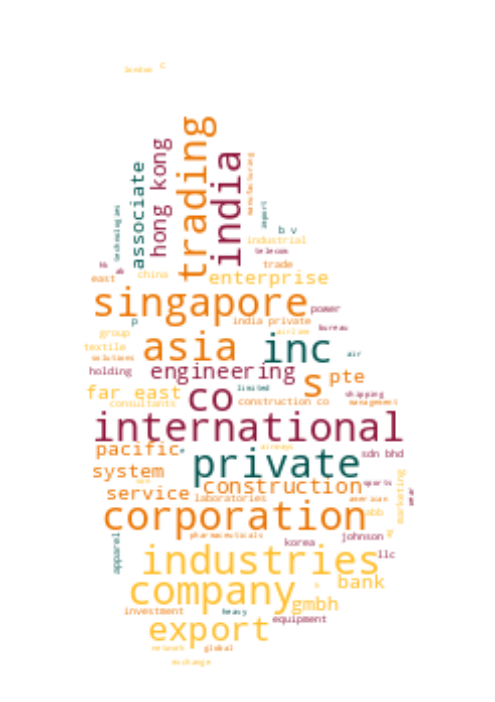 london c
trading
hong kong
india
associate
manufacturing
technologies
import
b v
industrial
telecom
trade
east
china
enterprise
singapore
power
p
india private
bureau
group
airline
textile
asia
inc
air
solutions
holding
engineering
s
pte
far east
co
limited
shipping
consultants
construction co
management
international
pacific
system
private
sdn bhd
service
construction
sports
marketing
laboratories
american
corporation
abb
pharmaceuticals
apparel
korea
johnson
industries
llc
company
bank
gmbh
investment
heavy
equipment
export
network
global
exchange